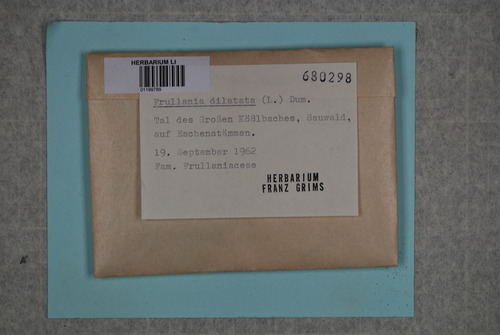 HERBARIUM LI
01199789
680298
Frullania dilatata (L.) Dum.
Tal des Großen Kößlbaches, Sauwald,
auf Eschenstämmen.
19. September 1962
Fam. Frullaniaceae
HERBARIUM
FRANZ GRIMS